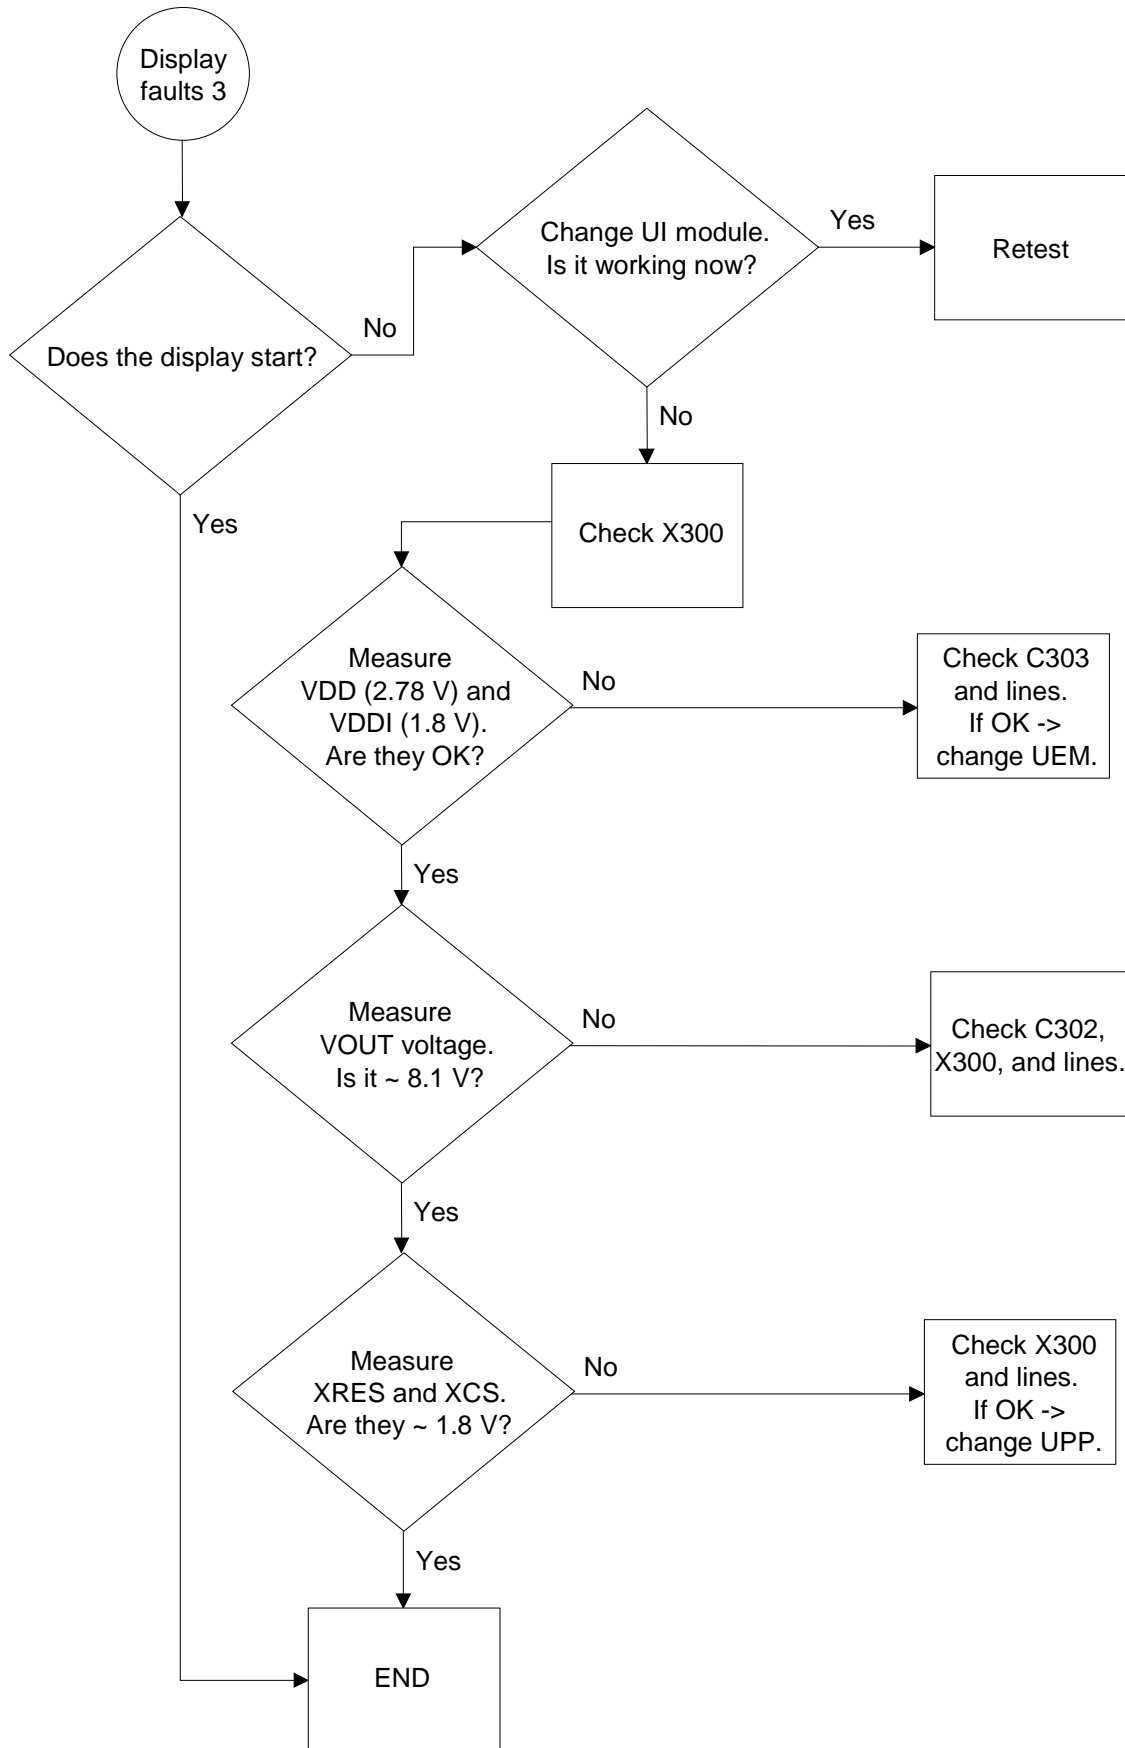 Display
faults 3
Does the display start?
No
Yes
Change UI module.
Is it working now?
Yes
Retest
No
Check X300
Measure
VDD (2.78 V) and
VDDI (1.8 V).
Are they OK?
No
Check C303
and lines.
If OK ->
change UEM.
Yes
Measure
VOUT voltage.
Is it ~ 8.1 V?
No
Check C302,
X300, and lines.
Yes
Measure
XRES and XCS.
Are they ~ 1.8 V?
No
Check X300
and lines.
If OK ->
change UPP.
Yes
END